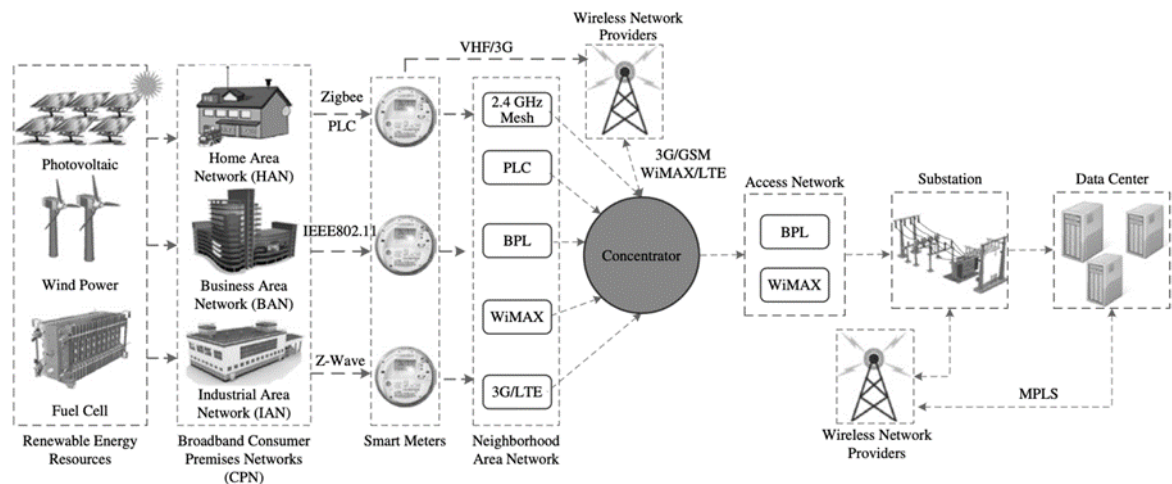 Wireless Network
Providers
VHF/3G
Photovoltaic
Wind Power
Fuel Cell
Renewable Energy
Resources
Home Area
Network (HAN)
Business Area
Network (BAN)
Industrial Area
Network (IAN)
Broadband Consumer
Premises Networks
(CPN)
Zigbee
PLC
IEEE802.11
Z-Wave
Smart Meters
2.4 GHz
Mesh
PLC
BPL
WiMAX
3G/LTE
Neighborhood
Area Network
3G/GSM
WiMAX/LTE
Concentrator
Access Network
BPL
WiMAX
Substation
Data Center
MPLS
Wireless Network
Providers